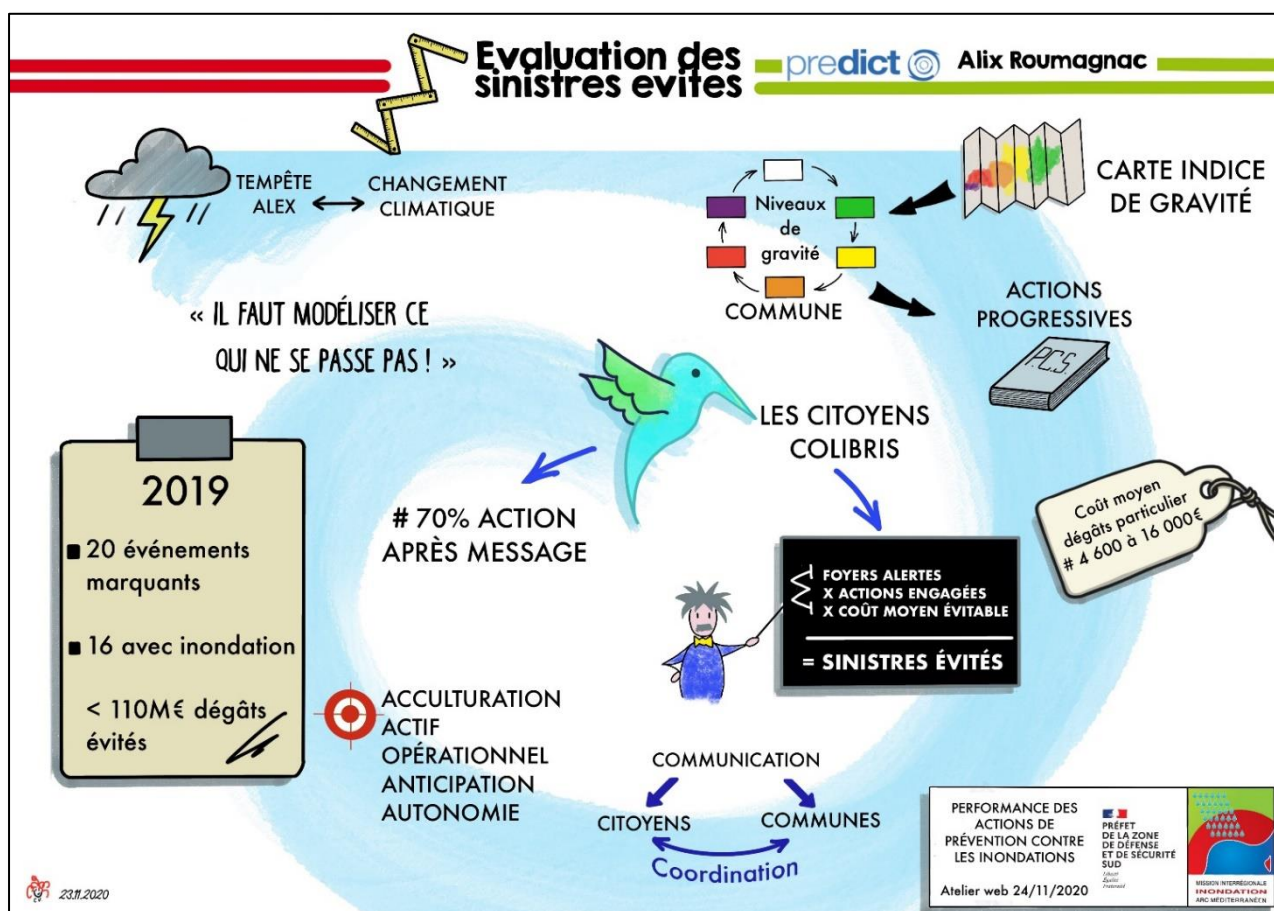 Evaluation des
sinistres evités
predict
Alix Roumagnac
TEMPÊTE
ALEX
CHANGEMENT
CLIMATIQUE
Niveaux
de
gravité
COMMUNE
CARTE INDICE
DE GRAVITÉ
ACTIONS
PROGRESSIVES
P.C.S.
« IL FAUT MODÉLISER CE
QUI NE SE PASSE PAS ! »
LES CITOYENS
COLIBRIS
# 70% ACTION
APRÈS MESSAGE
2019
20 événements
marquants
16 avec inondation
< 110M€ dégâts
évités
Coût moyen
dégâts particulier
# 4 600 à 16 000€
FOYERS ALERTES
X ACTIONS ENGAGÉES
X COÛT MOYEN ÉVITABLE
= SINISTRES ÉVITÉS
ACCULTURATION
ACTIF
OPÉRATIONNEL
ANTICIPATION
AUTONOMIE
COMMUNICATION
CITOYENS
COMMUNES
Coordination
PERFORMANCE DES
ACTIONS DE
PRÉVENTION CONTRE
LES INONDATIONS
Atelier web 24/11/2020
PRÉFET
DE LA ZONE
DE DÉFENSE
ET DE SÉCURITÉ
SUD
Liberté
Égalité
Fraternité
MISSION INTERRÉGIONALE
INONDATION
ARC MÉDITERRANÉEN
23.11.2020